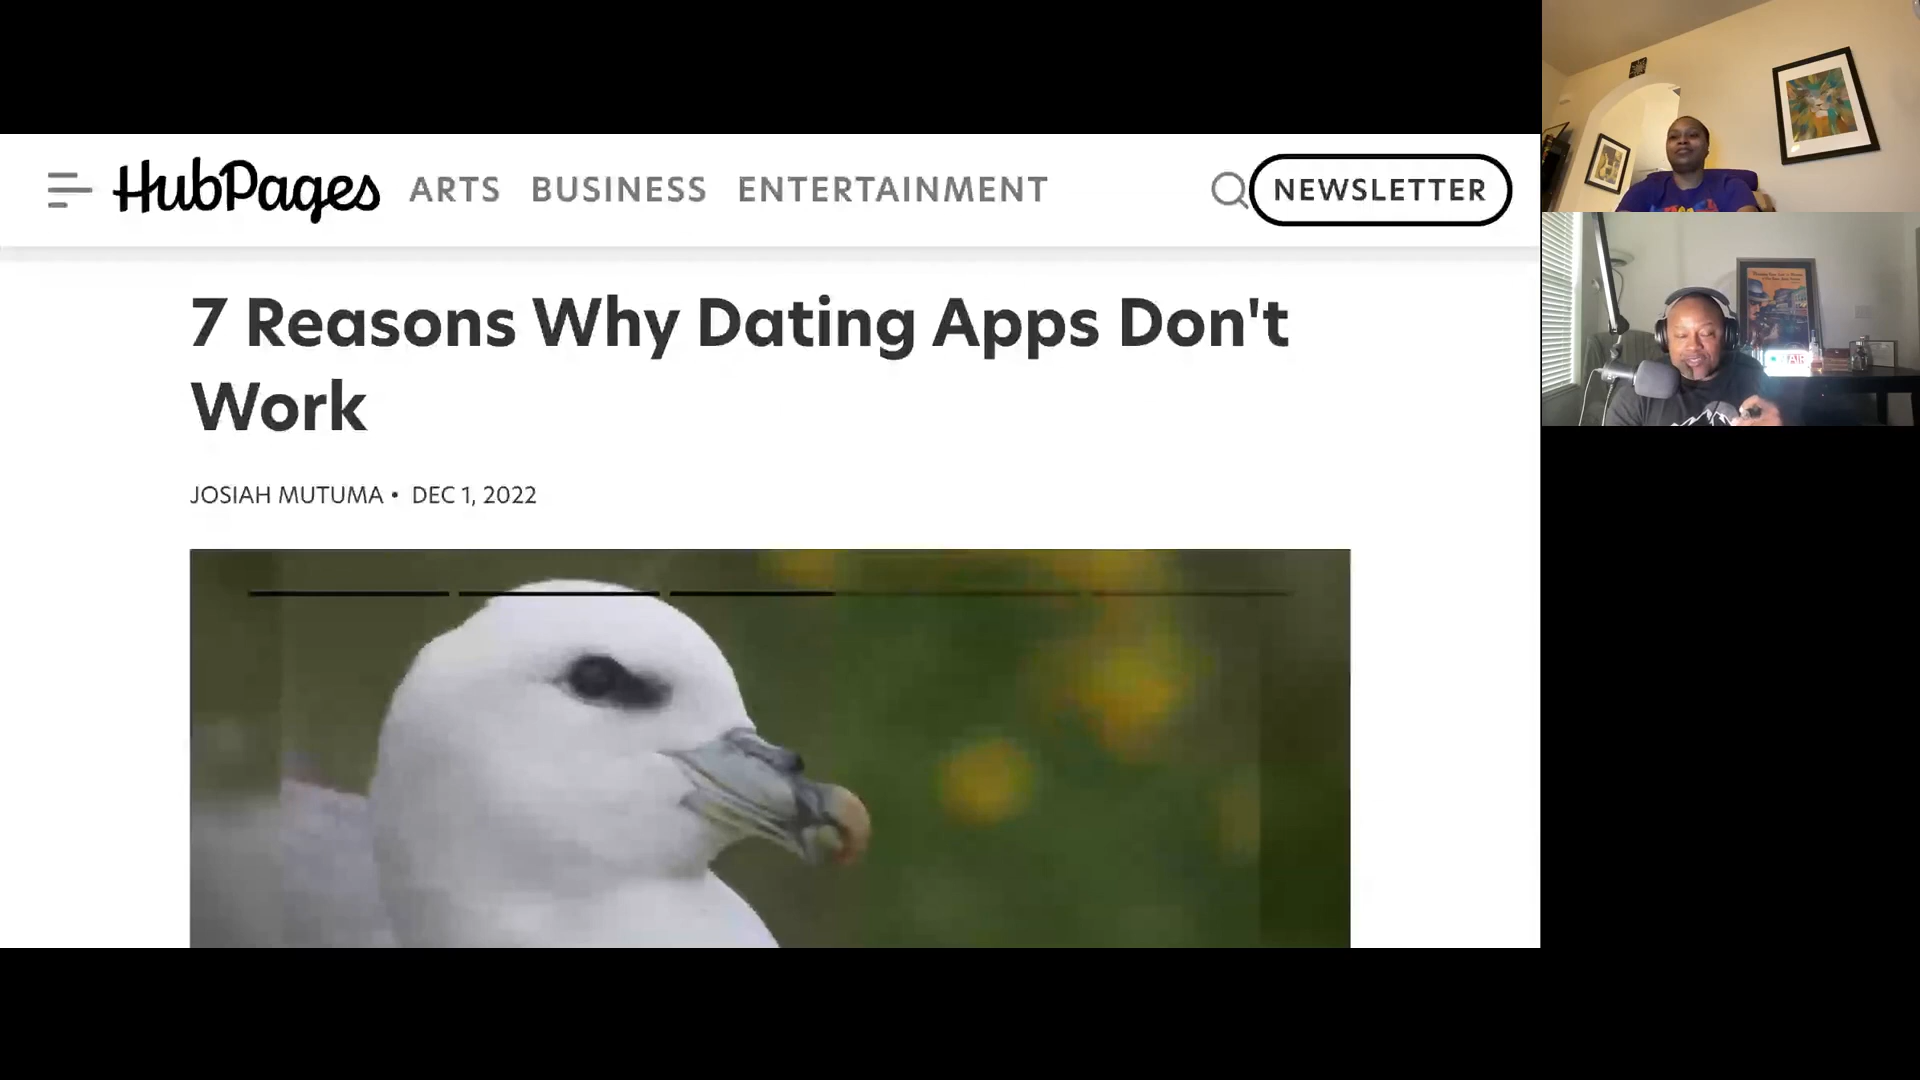 HubPages ARTS BUSINESS ENTERTAINMENT NEWSLETTER
7 Reasons Why Dating Apps Don't
Work
JOSIAH MUTUMA • DEC 1, 2022